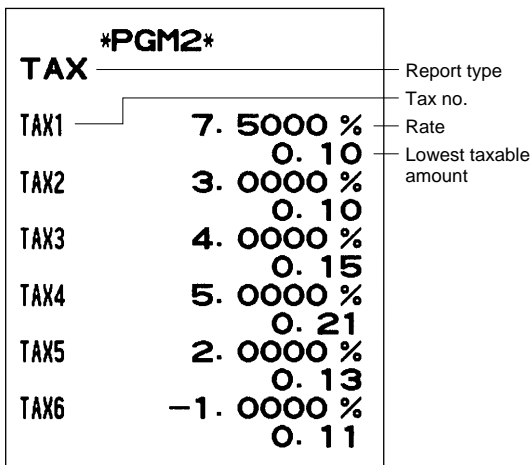 *PGM2*
TAX
Report type
Tax no.
TAX1 7. 5000 % Rate
0. 10 Lowest taxable
amount
TAX2 3. 0000 %
0. 10
TAX3 4. 0000 %
0. 15
TAX4 5. 0000 %
0. 21
TAX5 2. 0000 %
0. 13
TAX6 -1. 0000 %
0. 11